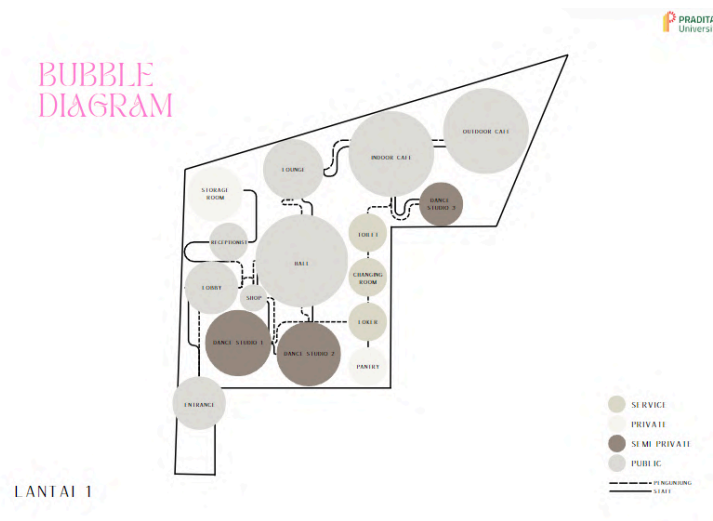 PRADITA
Universi
BUBBLE
DIAGRAM
OUTDOOR CAFE
INDOOR CAFE
LOUNGE
STORAGE
ROOM
DANCE
STUDIO 3
TOILET
RECEPTIONIST
HALL
CHANGING
ROOM
LOBBY
SHOP
LOKER
DANCE STUDIO 1
DANCE STUDIO 2
PANTRY
ENTRANCE
SERVICE
PRIVATE
SEMI PRIVATE
PUBLIC
PENGUNJUNG
STAFF
LANTAI 1